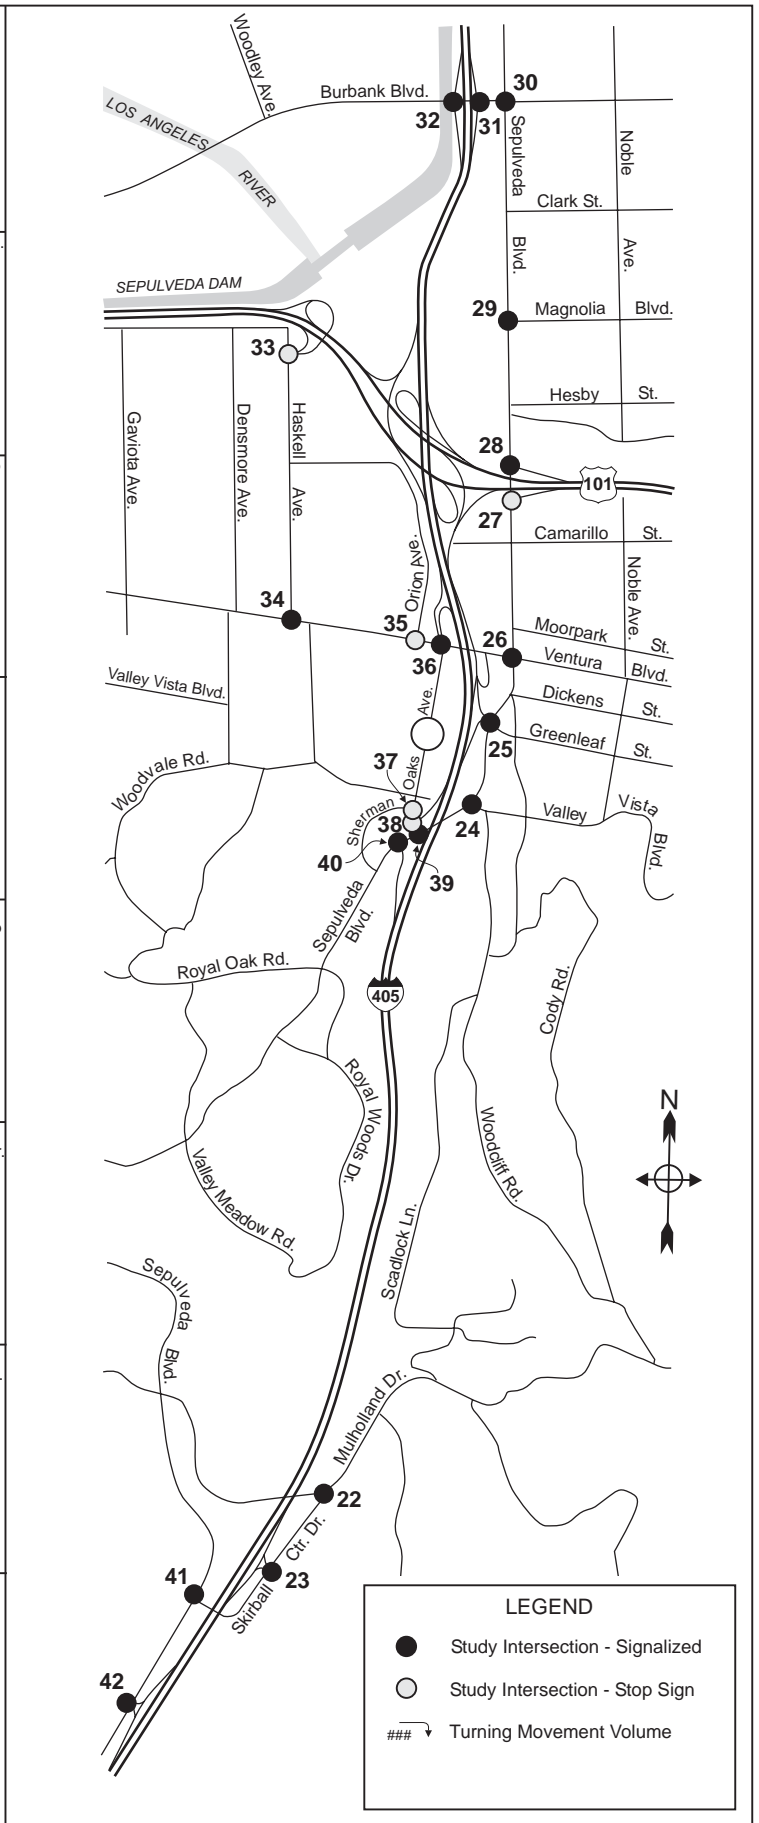 Woodley Ave.
Burbank Blvd.
30
32
31
LOS ANGELES
RIVER
Sepulveda
Noble
Clark St.
Blvd.
Ave.
SEPULVEDA DAM
29
Magnolia Blvd.
33
Hesby St.
Gaviota Ave.
Densmore Ave.
Haskell
Ave.
28
101
27
Camarillo St.
Orion Ave.
Noble Ave.
34
35
36
26
Moorpark St.
Ventura Blvd.
Valley Vista Blvd.
Dickens St.
Ave.
25
Greenleaf St.
Woodvale Rd.
37
Oaks
Sherman
38
24
Valley Vista
Blvd.
40
39
Sepulveda
Blvd.
Royal Oak Rd.
405
Cody Rd.
Royal Woods Dr.
N
Woodcliff Rd.
Valley Meadow Rd.
Scadlock Ln.
Sepulveda
Blvd.
Mulholland Dr.
22
Ctr. Dr.
41
23
Skirball
42
LEGEND
Study Intersection - Signalized
Study Intersection - Stop Sign
### Turning Movement Volume